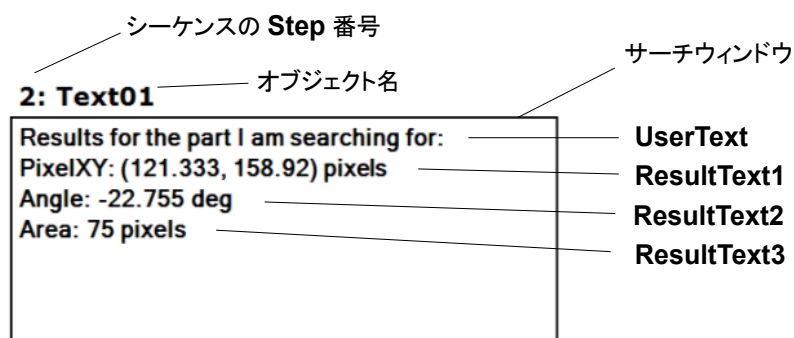 シーケンスの Step 番号
サーチウィンドウ
オブジェクト名
2: Text01
Results for the part I am searching for:
UserText
PixelXY: (121.333, 158.92) pixels
ResultText1
Angle: -22.755 deg
ResultText2
Area: 75 pixels
ResultText3